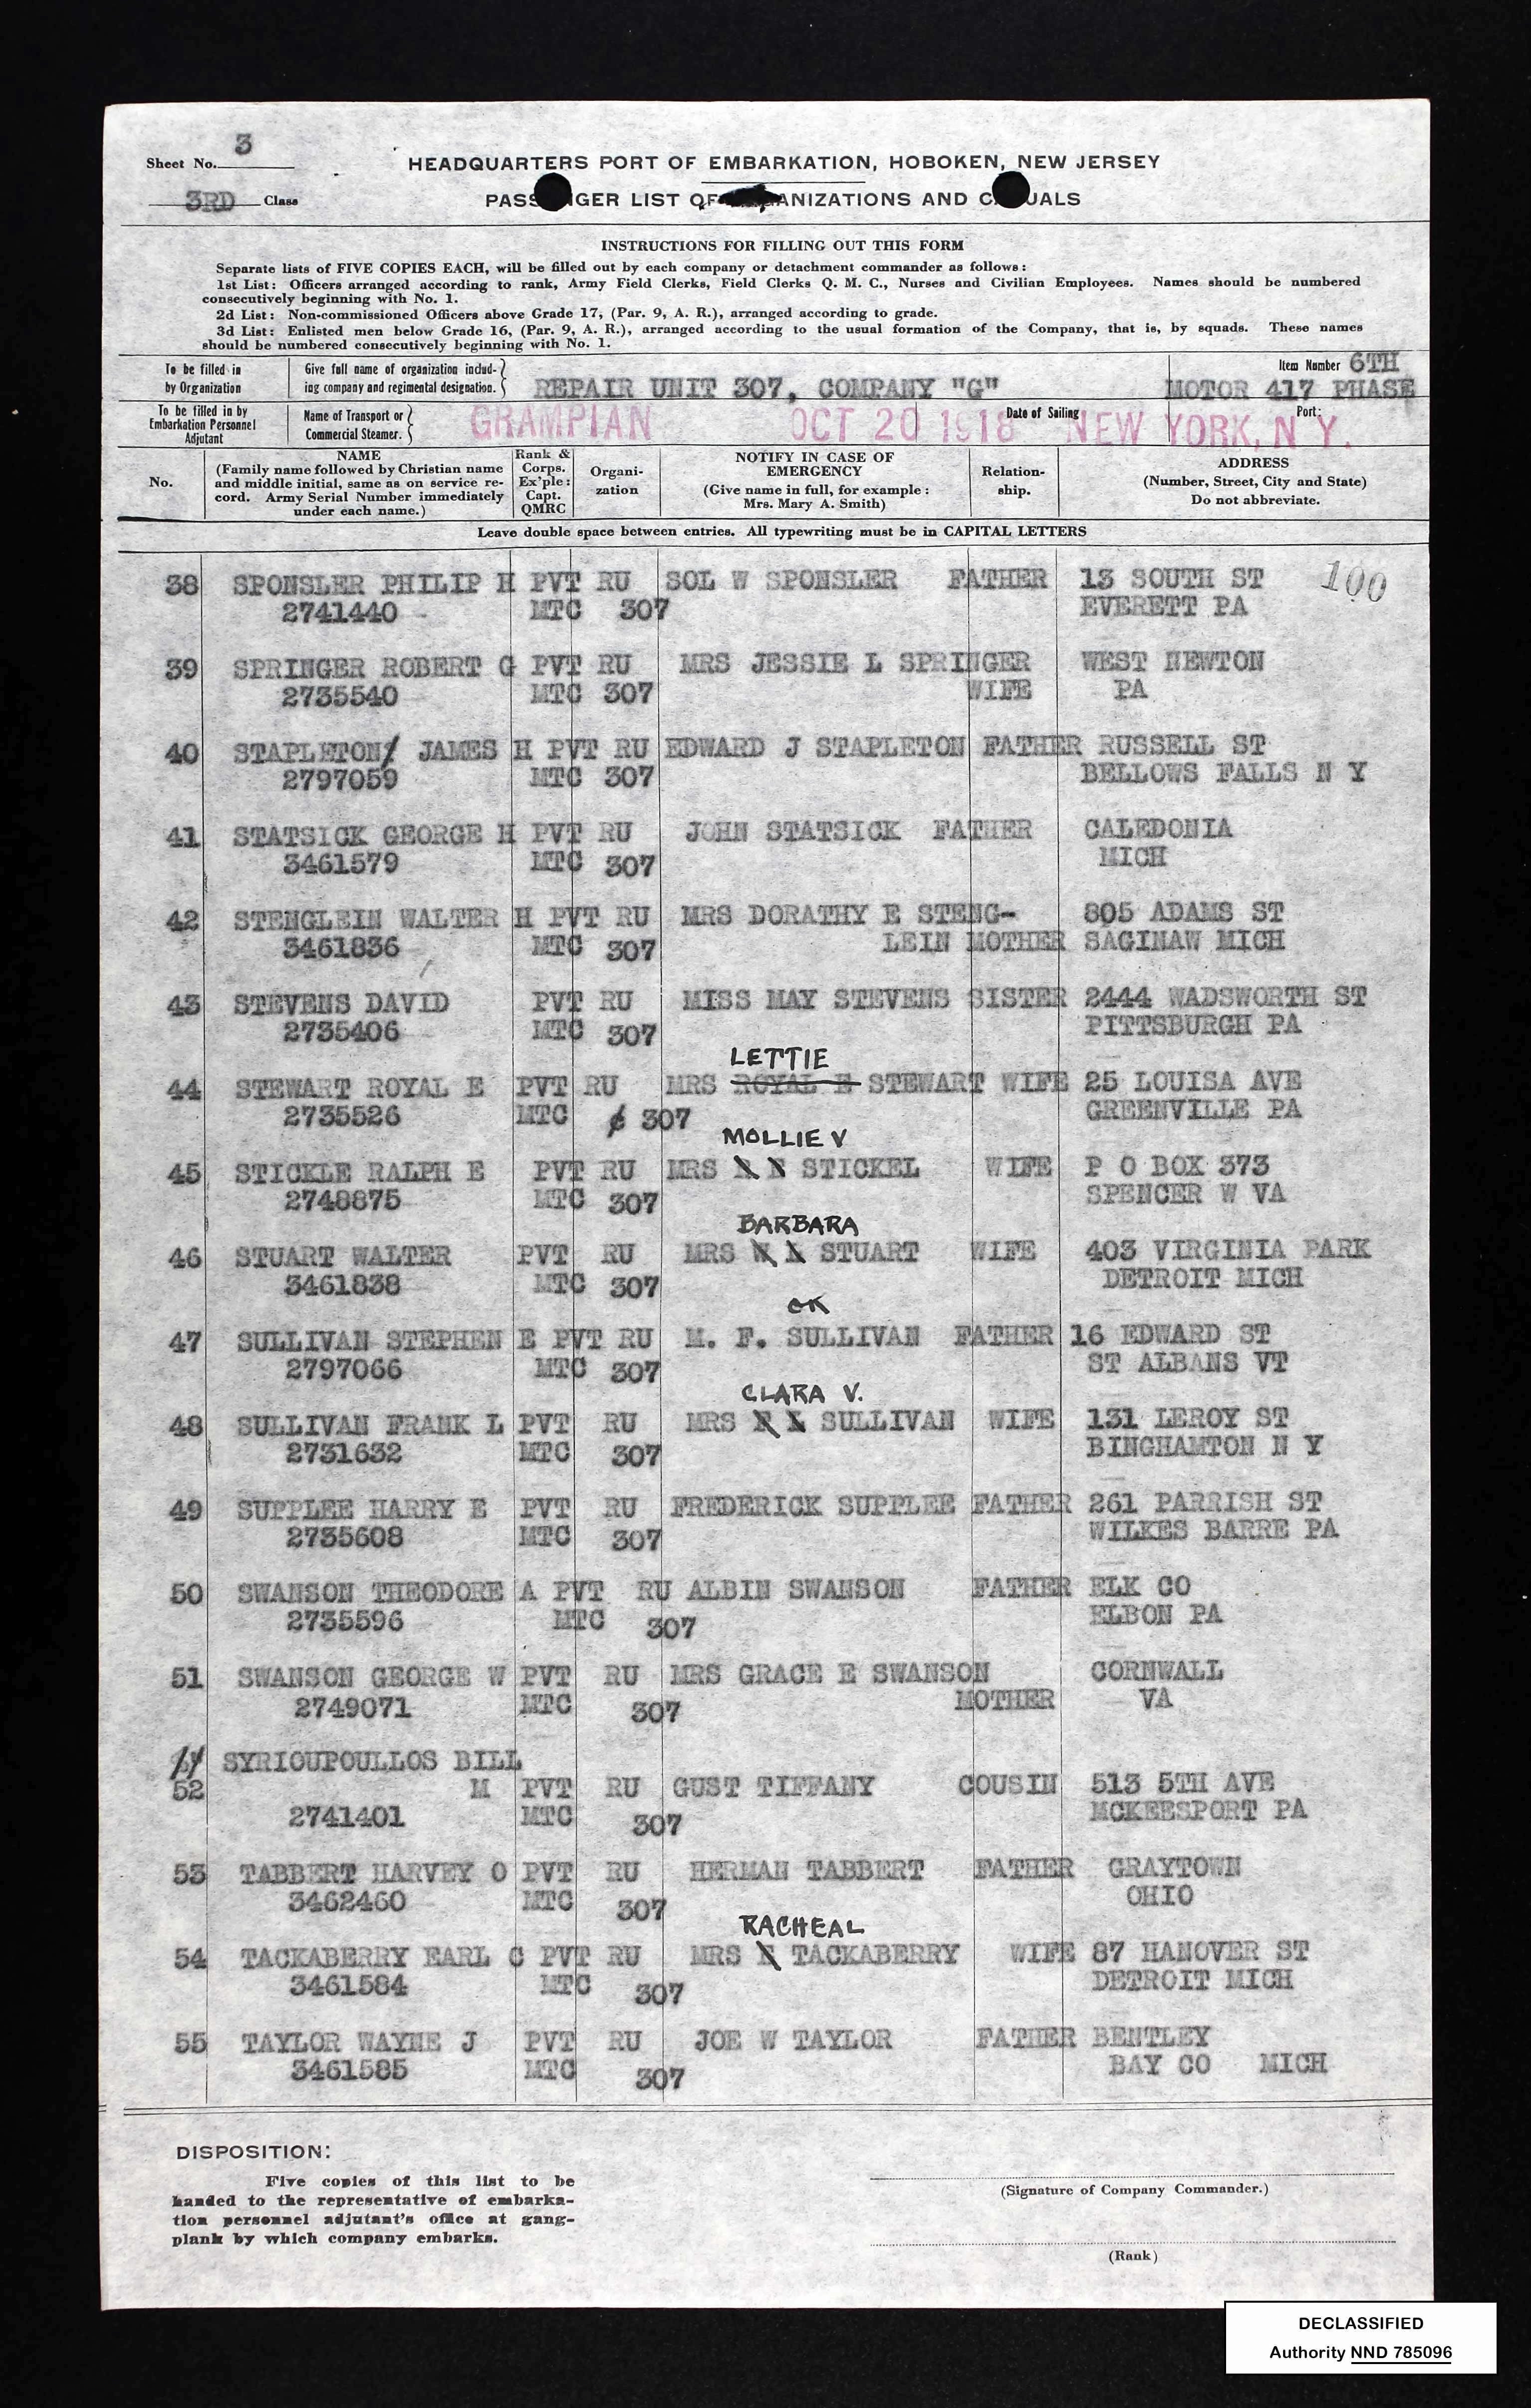 Sheet No. 3
3RD Class
HEADQUARTERS PORT OF EMBARKATION, HOBOKEN, NEW JERSEY
PASS NGER LIST OF ANIZATIONS AND C UALS
INSTRUCTIONS FOR FILLING OUT THIS FORM
Separate lists of FIVE COPIES EACH, will be filled out by each company or detachment commander as follows:
1st List: Officers arranged according to rank, Army Field Clerks, Field Clerks Q. M. C., Nurses and Civilian Employees. Names should be numbered
consecutively beginning with No. 1.
2d List: Non-commissioned Officers above Grade 17, (Par. 9, A. R.), arranged according to grade.
3d List: Enlisted men below Grade 16, (Par. 9, A. R.), arranged according to the usual formation of the Company, that is, by squads. These names
should be numbered consecutively beginning with No. 1.
To be filled in
by Organization
Give full name of organization includ-
ing company and regimental designation.
REPAIR UNIT 307, COMPANY "G"
Item Number 6TH
MOTOR 417 PHASE
To be filled in by
Embarkation Personnel
Adjutant
Name of Transport or
Commercial Steamer.
GRAMPIAN
OCT 20 1918
Date of Sailing
Port:
NEW YORK, N Y.
No.
NAME
(Family name followed by Christian name
and middle initial, same as on service re-
cord. Army Serial Number immediately
under each name.)
Rank &
Corps.
Ex'ple:
Capt.
QMRC
Organi-
zation
NOTIFY IN CASE OF
EMERGENCY
(Give name in full, for example:
Mrs. Mary A. Smith)
Relation-
ship.
ADDRESS
(Number, Street, City and State)
Do not abbreviate.
Leave double space between entries. All typewriting must be in CAPITAL LETTERS
100
38 SPONSLER PHILIP H PVT RU SOL W SPONSLER FATHER 13 SOUTH ST
2741440 MTC 307 EVERETT PA
39 SPRINGER ROBERT G PVT RU MRS JESSIE L SPRINGER WEST NEWTON
2735540 MTC 307 WIFE PA
40 STAPLETON JAMES H PVT RU EDWARD J STAPLETON FATHER RUSSELL ST
2797059 MTC 307 BELLOWS FALLS N Y
41 STATSICK GEORGE H PVT RU JOHN STATSICK FATHER CALEDONIA
3461579 MTC 307 MICH
42 STENGLEIN WALTER H PVT RU MRS DORATHY E STENG- 805 ADAMS ST
3461836 MTC 307 LEIN MOTHER SAGINAW MICH
43 STEVENS DAVID PVT RU MISS MAY STEVENS SISTER 2444 WADSWORTH ST
2735406 MTC 307 PITTSBURGH PA
LETTIE
44 STEWART ROYAL E PVT RU MRS ROYAL E STEWART WIFE 25 LOUISA AVE
2735526 MTC 307 GREENVILLE PA
MOLLIE V
45 STICKLE RALPH E PVT RU MRS R E STICKEL WIFE P O BOX 373
2748875 MTC 307 SPENCER W VA
BARBARA
46 STUART WALTER PVT RU MRS STUART WIFE 403 VIRGINIA PARK
3461838 MTC 307 DETROIT MICH
OK
47 SULLIVAN STEPHEN E PVT RU M. F. SULLIVAN FATHER 16 EDWARD ST
2797066 MTC 307 ST ALBANS VT
CLARA V.
48 SULLIVAN FRANK L PVT RU MRS F L SULLIVAN WIFE 131 LEROY ST
2731632 MTC 307 BINGHAMTON N Y
49 SUPPLEE HARRY E PVT RU FREDERICK SUPPLEE FATHER 261 PARRISH ST
2735608 MTC 307 WILKES BARRE PA
50 SWANSON THEODORE A PVT RU ALBIN SWANSON FATHER ELK CO
2735596 MTC 307 ELBON PA
51 SWANSON GEORGE W PVT RU MRS GRACE E SWANSON CORNWALL
2749071 MTC 307 MOTHER VA
SYRIOUPOULLOS BILL
52 M PVT RU GUST TIFFANY COUSIN 513 5TH AVE
2741401 MTC 307 MCKEESPORT PA
53 TABBERT HARVEY O PVT RU HERMAN TABBERT FATHER GRAYTOWN
3462460 MTC 307 OHIO
RACHEAL
54 TACKABERRY EARL C PVT RU MRS TACKABERRY WIFE 87 HANOVER ST
3461584 MTC 307 DETROIT MICH
55 TAYLOR WAYNE J PVT RU JOE W TAYLOR FATHER BENTLEY
3461585 MTC 307 BAY CO MICH
DISPOSITION:
Five copies of this list to be
handed to the representative of embarka-
tion personnel adjutant's office at gang-
plank by which company embarks.
(Signature of Company Commander.)
(Rank)
DECLASSIFIED
Authority NND 785096